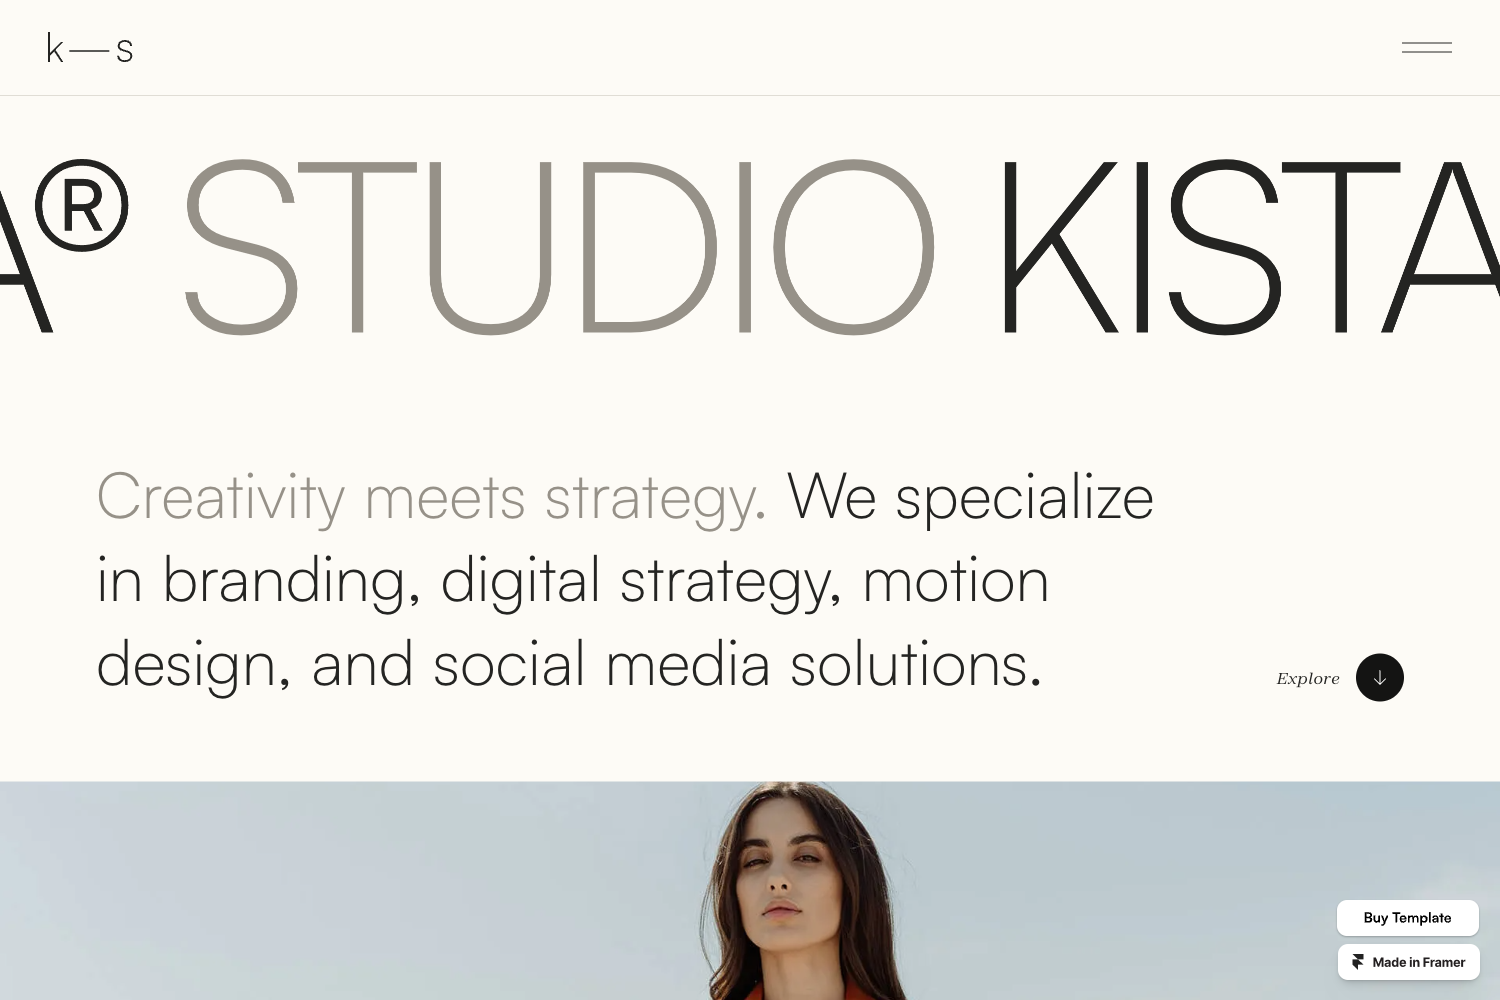 k—s
A® STUDIO KISTA
Creativity meets strategy. We specialize
in branding, digital strategy, motion
design, and social media solutions.
Explore
Buy Template
Made in Framer